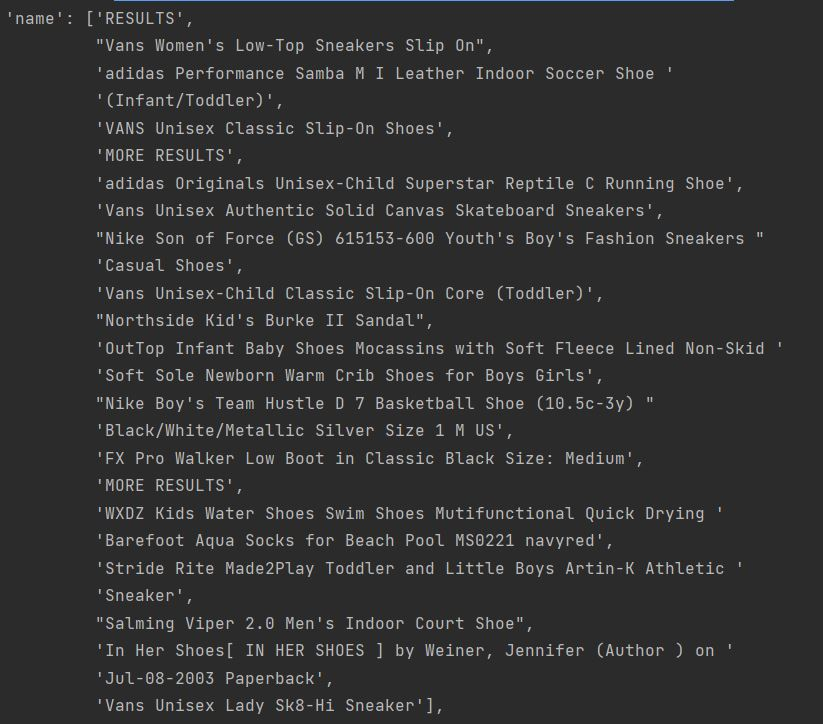 'name': ['RESULTS',
"Vans Women's Low-Top Sneakers Slip On",
'adidas Performance Samba M I Leather Indoor Soccer Shoe '
'(Infant/Toddler)',
'VANS Unisex Classic Slip-On Shoes',
'MORE RESULTS',
'adidas Originals Unisex-Child Superstar Reptile C Running Shoe',
'Vans Unisex Authentic Solid Canvas Skateboard Sneakers',
"Nike Son of Force (GS) 615153-600 Youth's Boy's Fashion Sneakers "
'Casual Shoes',
'Vans Unisex-Child Classic Slip-On Core (Toddler)',
"Northside Kid's Burke II Sandal",
'OutTop Infant Baby Shoes Mocassins with Soft Fleece Lined Non-Skid '
'Soft Sole Newborn Warm Crib Shoes for Boys Girls',
"Nike Boy's Team Hustle D 7 Basketball Shoe (10.5c-3y) "
'Black/White/Metallic Silver Size 1 M US',
'FX Pro Walker Low Boot in Classic Black Size: Medium',
'MORE RESULTS',
'WXDZ Kids Water Shoes Swim Shoes Mutifunctional Quick Drying '
'Barefoot Aqua Socks for Beach Pool MS0221 navyred',
'Stride Rite Made2Play Toddler and Little Boys Artin-K Athletic '
'Sneaker',
"Salming Viper 2.0 Men's Indoor Court Shoe",
'In Her Shoes[ IN HER SHOES ] by Weiner, Jennifer (Author ) on '
'Jul-08-2003 Paperback',
'Vans Unisex Lady Sk8-Hi Sneaker'],